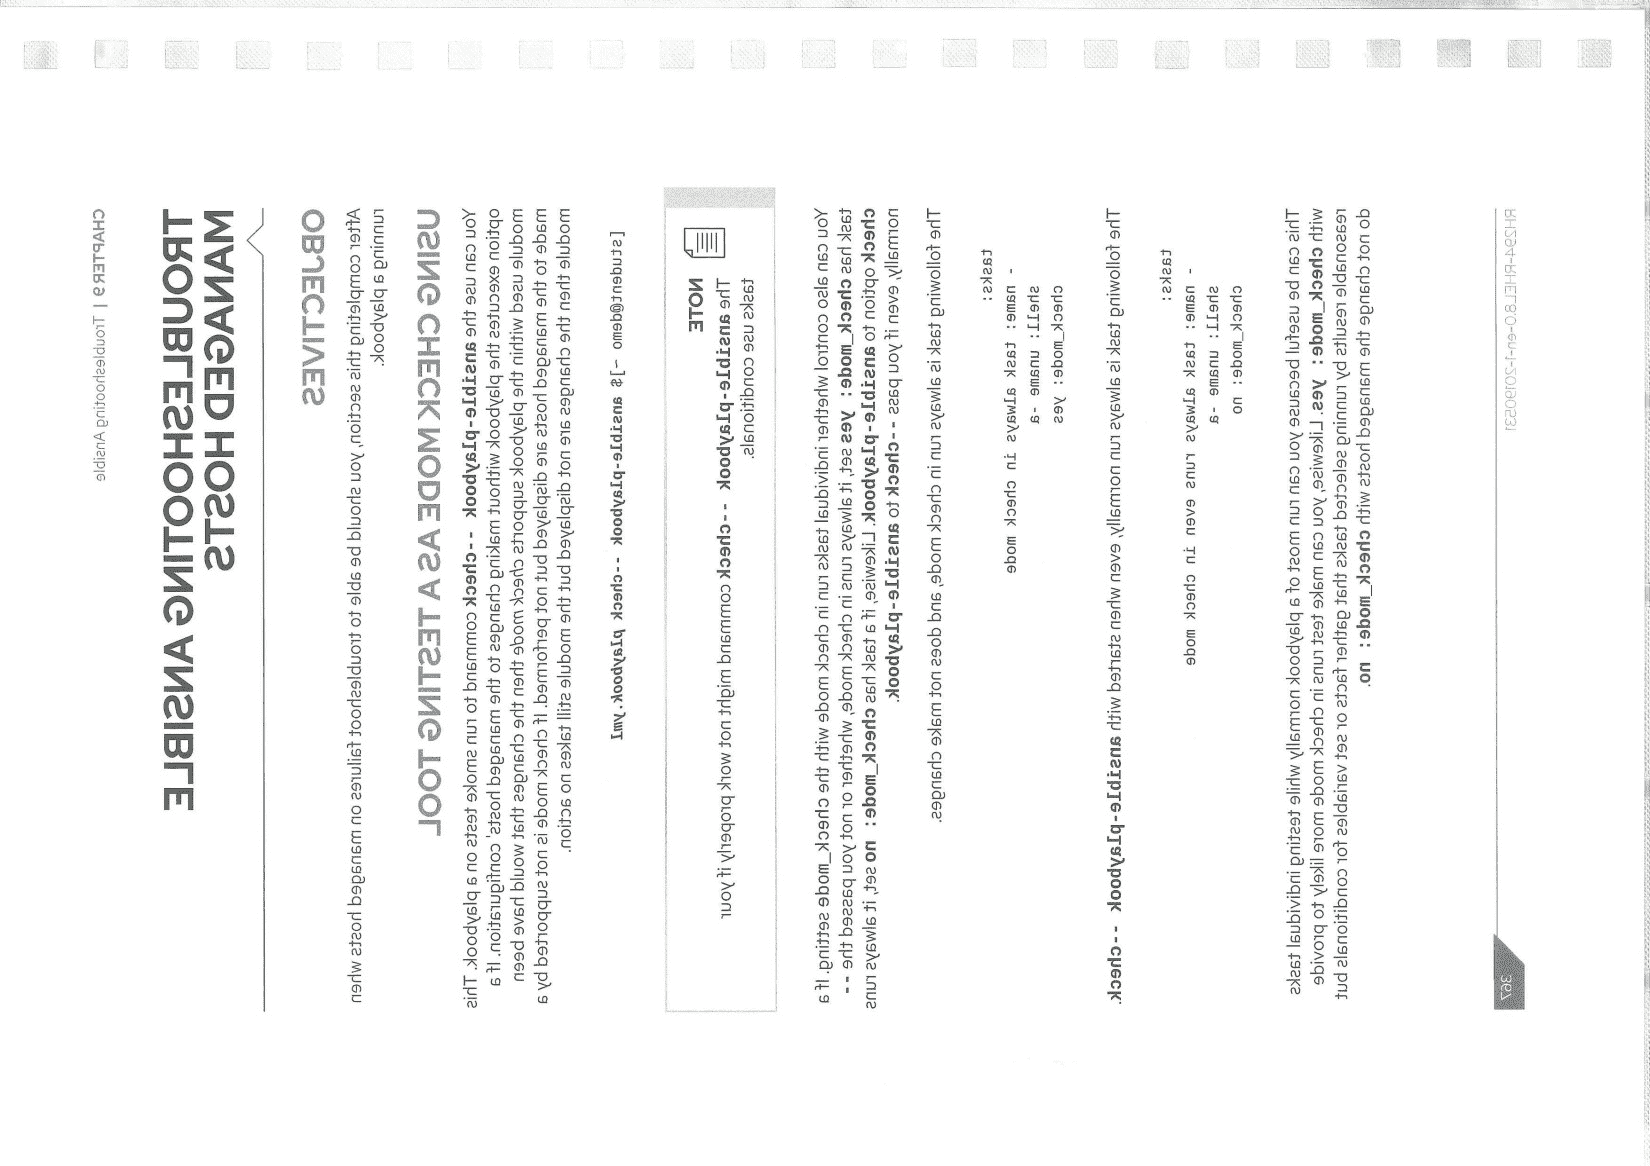 CHAPTER 9 | Troubleshooting Ansible
TROUBLESHOOTING ANSIBLE
MANAGED HOSTS
OBJECTIVES
After completing this section, you should be able to troubleshoot failures on managed hosts when
running a playbook.
USING CHECK MODE AS A TESTING TOOL
You can use the ansible-playbook --check command to run smoke tests on a playbook. This
option executes the playbook without making changes to the managed hosts' configuration. If a
module used within the playbook supports check mode then the changes that would have been
made to the managed hosts are displayed but not performed. If check mode is not supported by a
module then the changes are not displayed but the module still takes no action.
[student@demo ~]$ ansible-playbook --check playbook.yml
NOTE
The ansible-playbook --check command might not work properly if your
tasks use conditionals.
You can also control whether individual tasks run in check mode with the check_mode setting. If a
task has check_mode: yes set, it always runs in check mode, whether or not you passed the --
check option to ansible-playbook. Likewise, if a task has check_mode: no set, it always runs
normally, even if you pass --check to ansible-playbook.
The following task is always run in check mode, and does not make changes.
tasks:
- name: task always in check mode
shell: uname -a
check_mode: yes
The following task is always run normally, even when started with ansible-playbook --check.
tasks:
- name: task always runs even in check mode
shell: uname -a
check_mode: no
This can be useful because you can run most of a playbook normally while testing individual tasks
with check_mode: yes. Likewise, you can make test runs in check mode more likely to provide
reasonable results by running selected tasks that gather facts or set variables for conditionals but
do not change the managed hosts with check_mode: no.
RH294-RHEL8.0-en-1-20190531
367